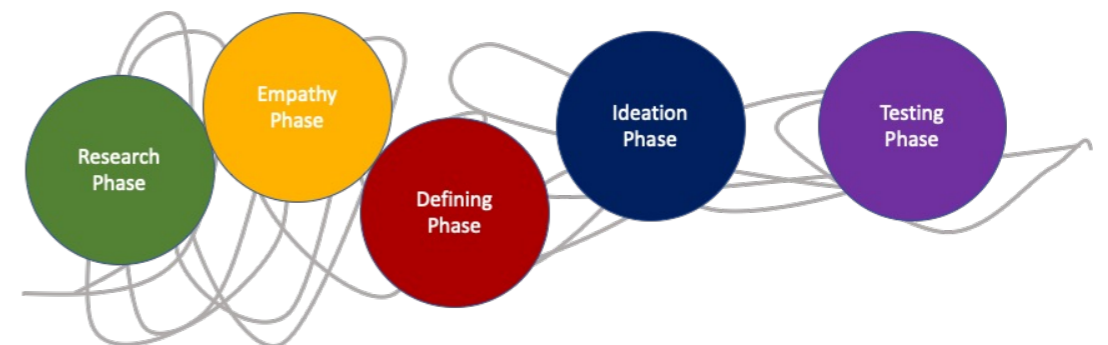 Research
Phase
Empathy
Phase
Defining
Phase
Ideation
Phase
Testing
Phase